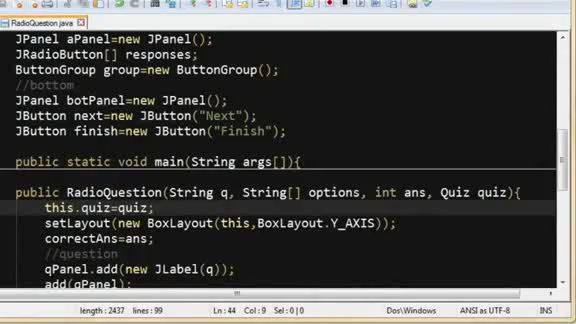 RadioQuestion.java
JPanel aPanel=new JPanel();
JRadioButton[] responses;
ButtonGroup group=new ButtonGroup();
//bottom
JPanel botPanel=new JPanel();
JButton next=new JButton("Next");
JButton finish=new JButton("Finish");
public static void main(String args[]){
public RadioQuestion(String q, String[] options, int ans, Quiz quiz){
this.quiz=quiz;
setLayout(new BoxLayout(this,BoxLayout.Y_AXIS));
correctAns=ans;
//question
qPanel.add(new JLabel(q));
add(qPanel);
length : 2437 lines : 99 Ln : 44 Col : 9 Sel : 0 | 0 Dos\Windows ANSI as UTF-8 INS